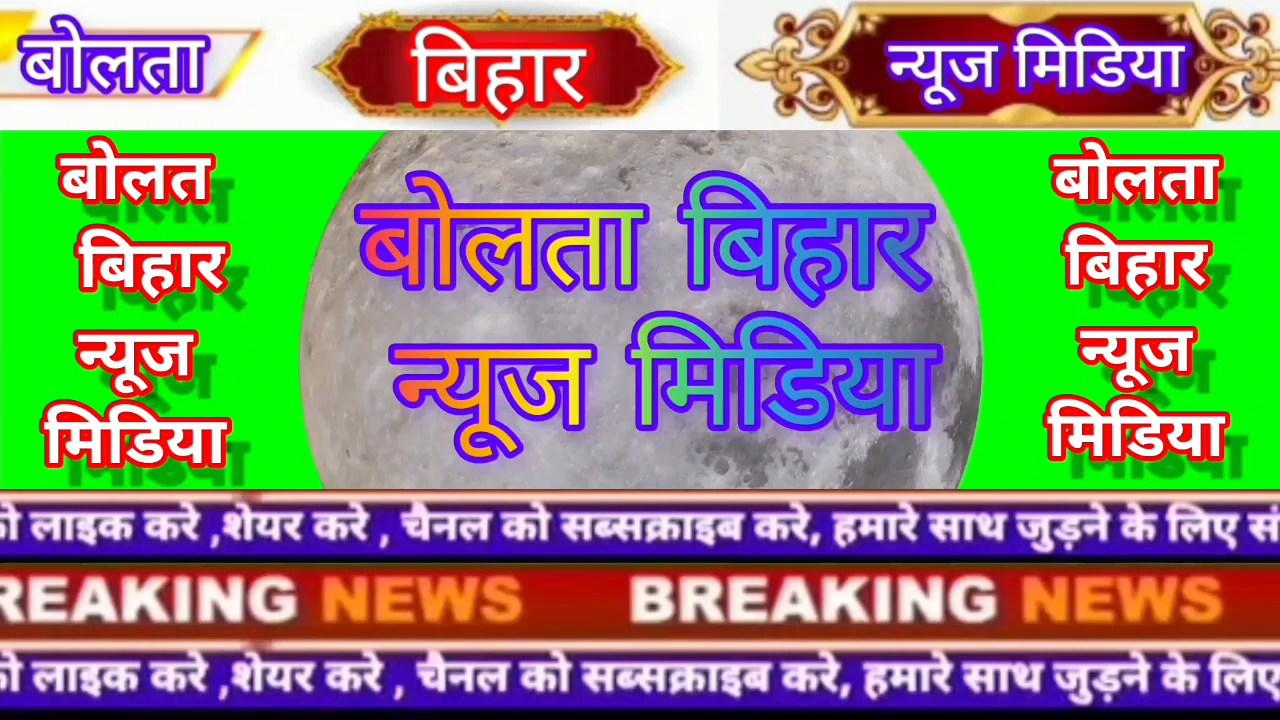 बोलता बिहार न्यूज मिडिया
बोलत
बिहार
न्यूज
मिडिया
बोलता बिहार
न्यूज मिडिया
बोलता
बिहार
न्यूज
मिडिया
लाइक करे ,शेयर करे , चैनल को सब्सक्राइब करे, हमारे साथ जुड़ने के लिए
BREAKING NEWS BREAKING NEWS
लाइक करे ,शेयर करे , चैनल को सब्सक्राइब करे, हमारे साथ जुड़ने के लिए